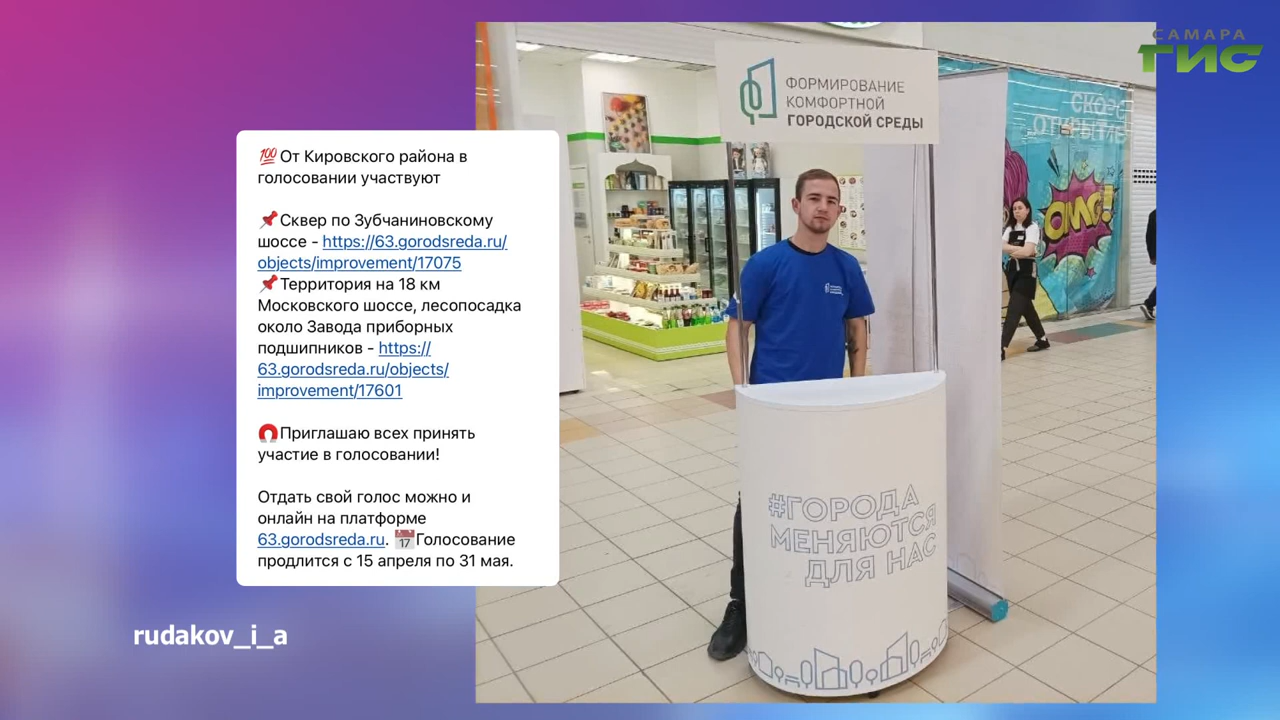 САМАРА
ГИС
💯От Кировского района в
голосовании участвуют
📌Сквер по Зубчаниновскому
шоссе - https://63.gorodsreda.ru/
objects/improvement/17075
📌Территория на 18 км
Московского шоссе, лесопосадка
около Завода приборных
подшипников - https://
63.gorodsreda.ru/objects/
improvement/17601
🧲Приглашаю всех принять
участие в голосовании!
Отдать свой голос можно и
онлайн на платформе
63.gorodsreda.ru. 📅Голосование
продлится с 15 апреля по 31 мая.
rudakov_i_a
ФОРМИРОВАНИЕ
КОМФОРТНОЙ
ГОРОДСКОЙ СРЕДЫ
СКОРО
ОТКРЫТИЕ
OMG!
#ГОРОДА
МЕНЯЮТСЯ
ДЛЯ НАС